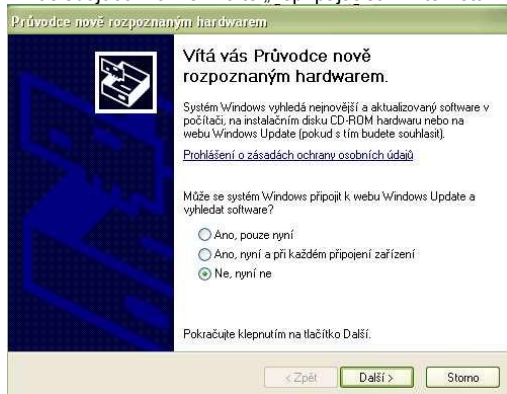 Průvodce nově rozpoznaným hardwarem
Vítá vás Průvodce nově
rozpoznaným hardwarem.
Systém Windows vyhledá nejnovější a aktualizovaný software v
počítači, na instalačním disku CD-ROM hardwaru nebo na
webu Windows Update (pokud s tím budete souhlasit).
Prohlášení o zásadách ochrany osobních údajů
Může se systém Windows připojit k webu Windows Update a
vyhledat software?
Ano, pouze nyní
Ano, nyní a při každém připojení zařízení
Ne, nyní ne
Pokračujte klepnutím na tlačítko Další.
< Zpět
Další >
Storno